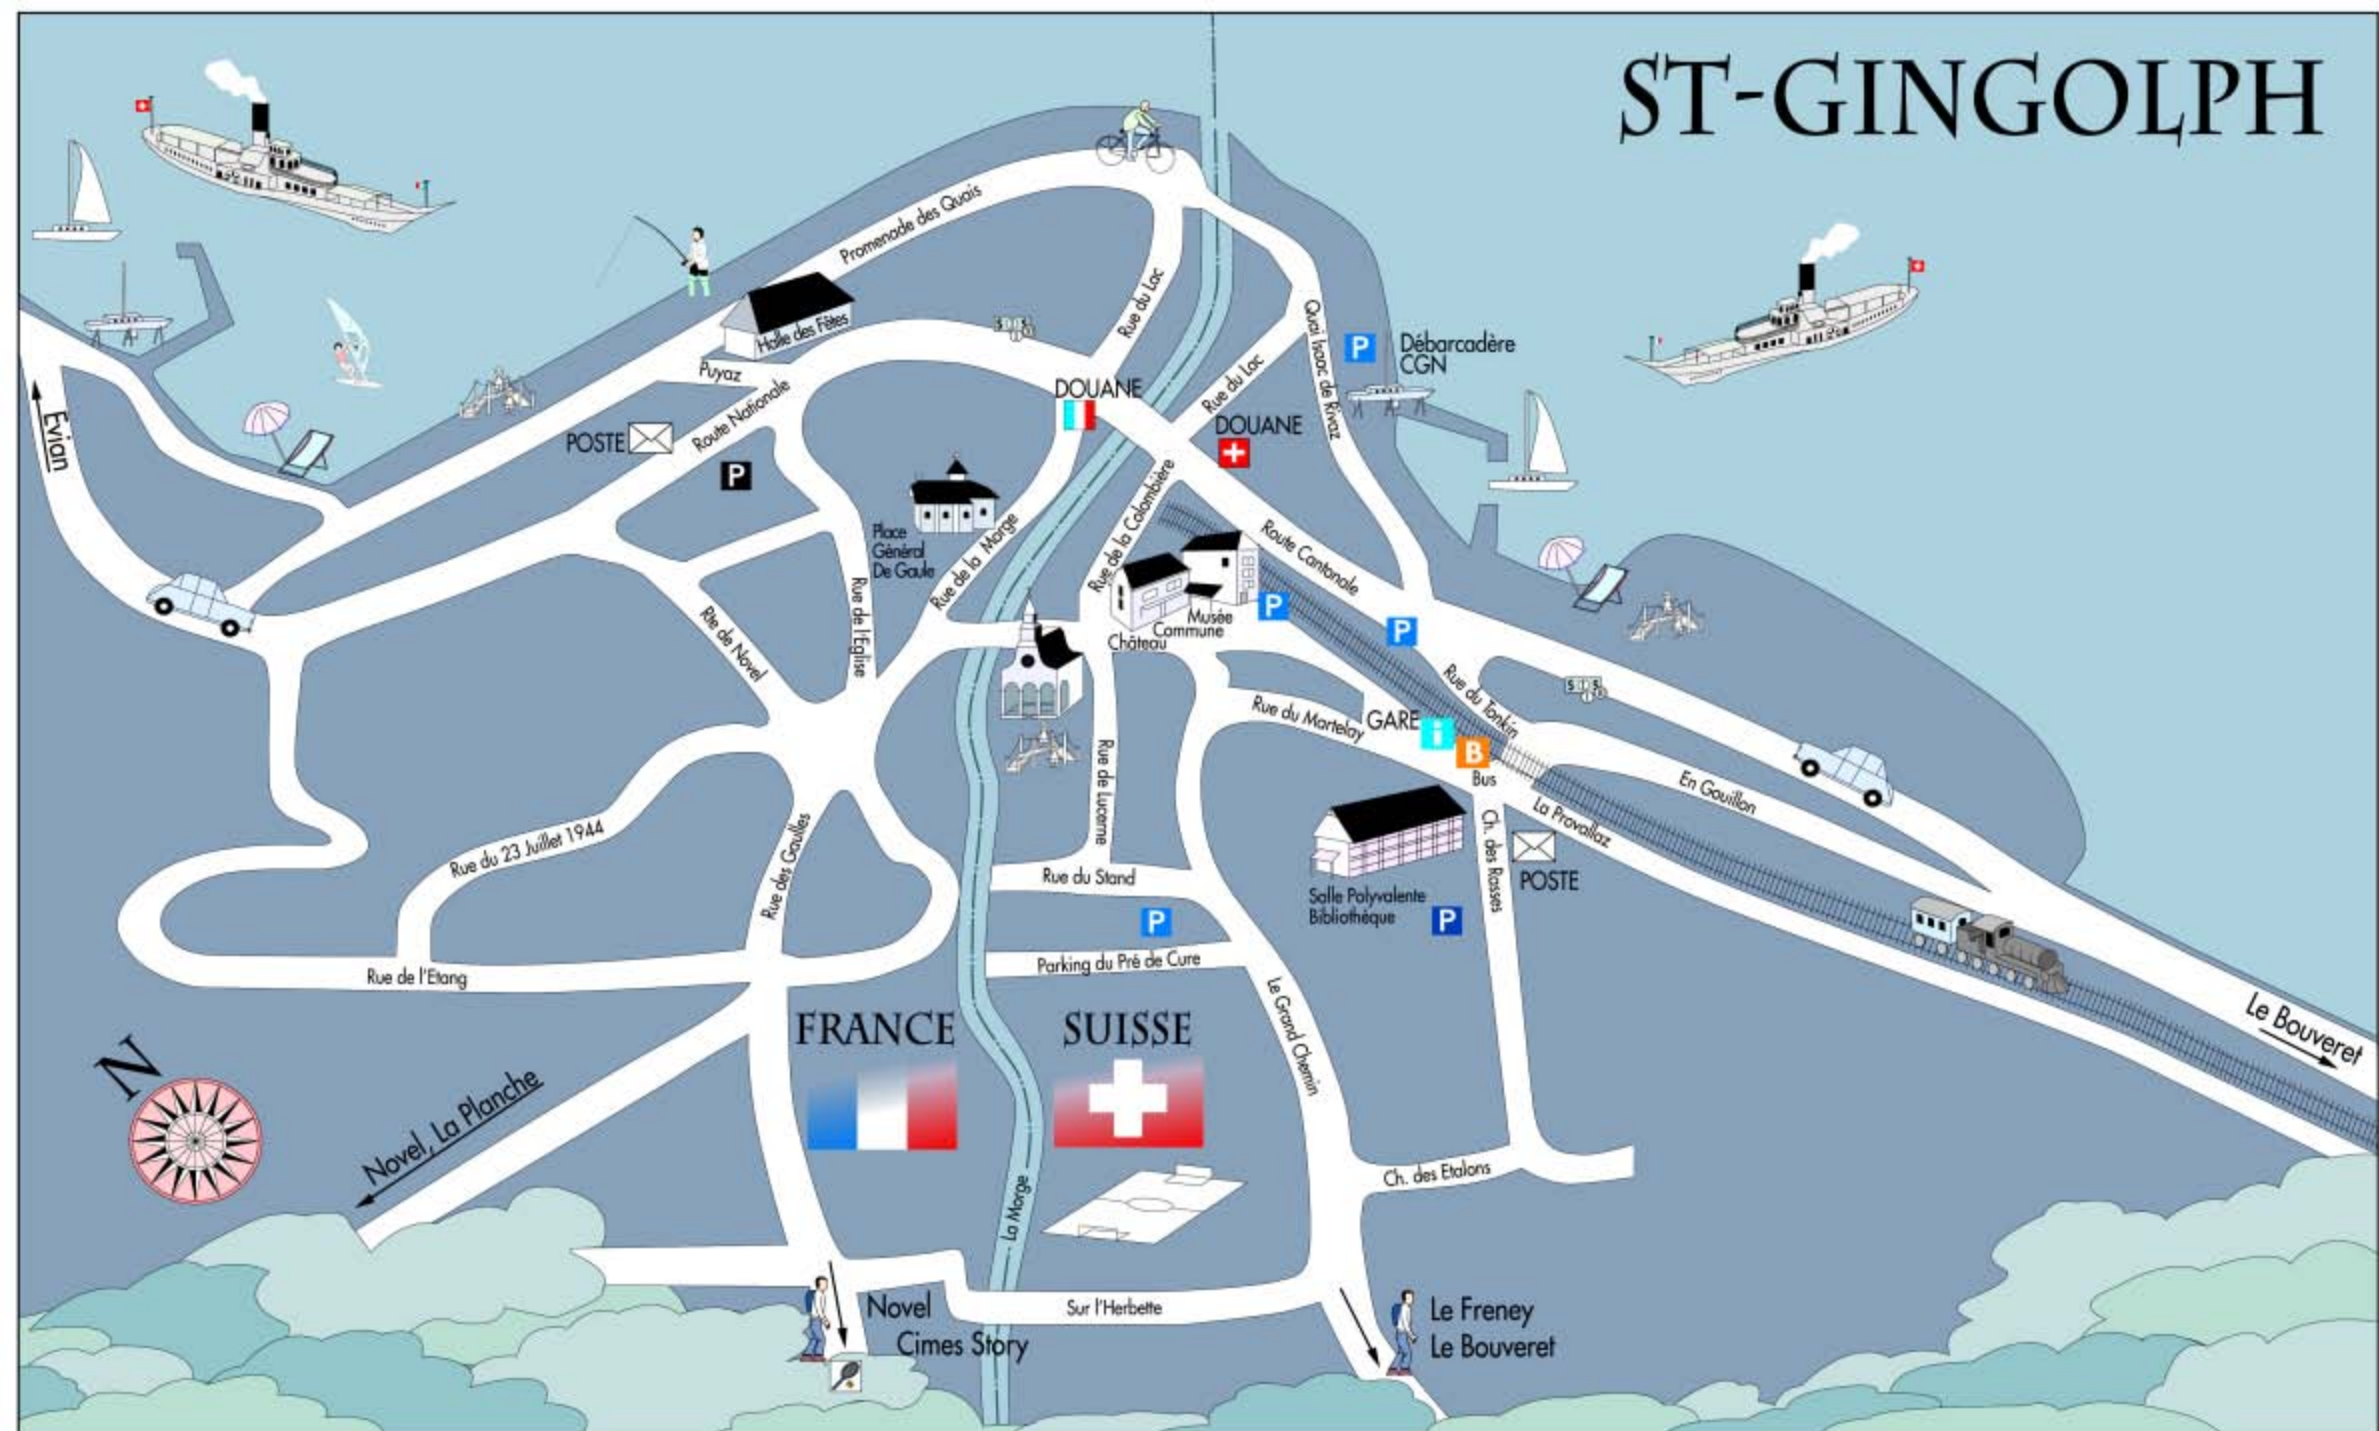 ST-GINGOLPH
Promenade des Quais
Rue du Lac
Halle des Fêtes
Puyaz
Route Nationale
POSTE
P
Evian
DOUANE
Rue du Lac
DOUANE
Quai Isaac de Rivaz
P
Débarcadère
CGN
Place
Général
De Gaule
Rue de la Morge
Rue de la Colombière
Route Cantonale
Rte de Novel
Rue de l'Eglise
Musée
Commune
Château
P
P
Rue du Tonkin
Rue du Martelay
GARE
i
B
Bus
En Gouillon
La Provallaz
Rue de Lucerne
Rue du 23 Juillet 1944
Rue des Gaulles
Rue du Stand
P
Parking du Pré de Cure
Salle Polyvalente
Bibliothèque
P
Ch. des Rasses
POSTE
Rue de l'Etang
Le Grand Chemin
FRANCE
SUISSE
Le Bouveret
N
Novel, La Planche
Ch. des Etalons
La Morge
Novel
Cimes Story
Sur l'Herbette
Le Freney
Le Bouveret